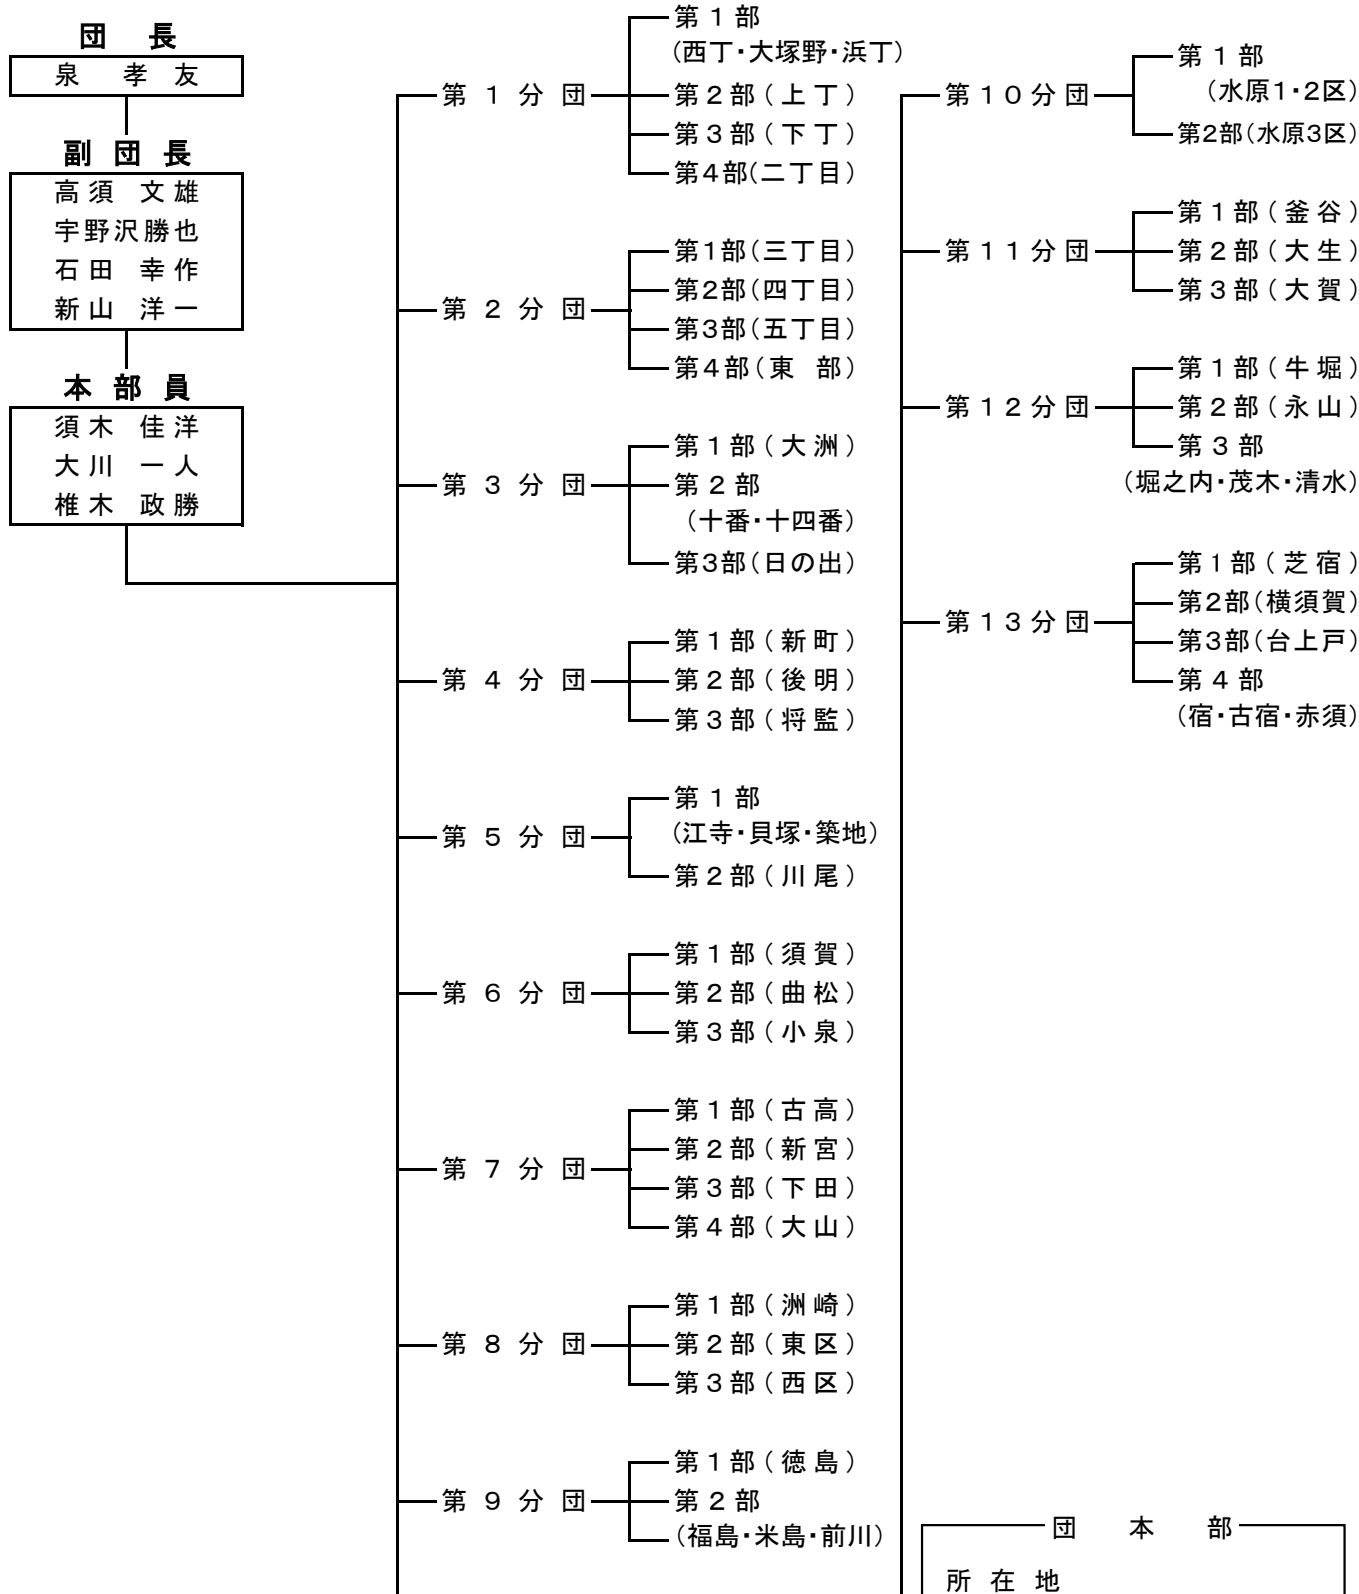 団長
泉 孝友
副団長
高須 文雄
宇野沢勝也
石田 幸作
新山 洋一
本部員
須木 佳洋
大川 一人
椎木 政勝
第1分団
第1部
(西丁・大塚野・浜丁)
第2部(上丁)
第3部(下丁)
第4部(二丁目)
第2分団
第1部(三丁目)
第2部(四丁目)
第3部(五丁目)
第4部(東 部)
第3分団
第1部(大洲)
第2部
(十番・十四番)
第3部(日の出)
第4分団
第1部(新町)
第2部(後明)
第3部(将監)
第5分団
第1部
(江寺・貝塚・築地)
第2部(川尾)
第6分団
第1部(須賀)
第2部(曲松)
第3部(小泉)
第7分団
第1部(古高)
第2部(新宮)
第3部(下田)
第4部(大山)
第8分団
第1部(洲崎)
第2部(東区)
第3部(西区)
第9分団
第1部(徳島)
第2部
(福島・米島・前川)
第10分団
第1部
(水原1・2区)
第2部(水原3区)
第11分団
第1部(釜谷)
第2部(大生)
第3部(大賀)
第12分団
第1部(牛堀)
第2部(永山)
第3部
(堀之内・茂木・清水)
第13分団
第1部(芝宿)
第2部(横須賀)
第3部(台上戸)
第4部
(宿・古宿・赤須)
団本部
所在地